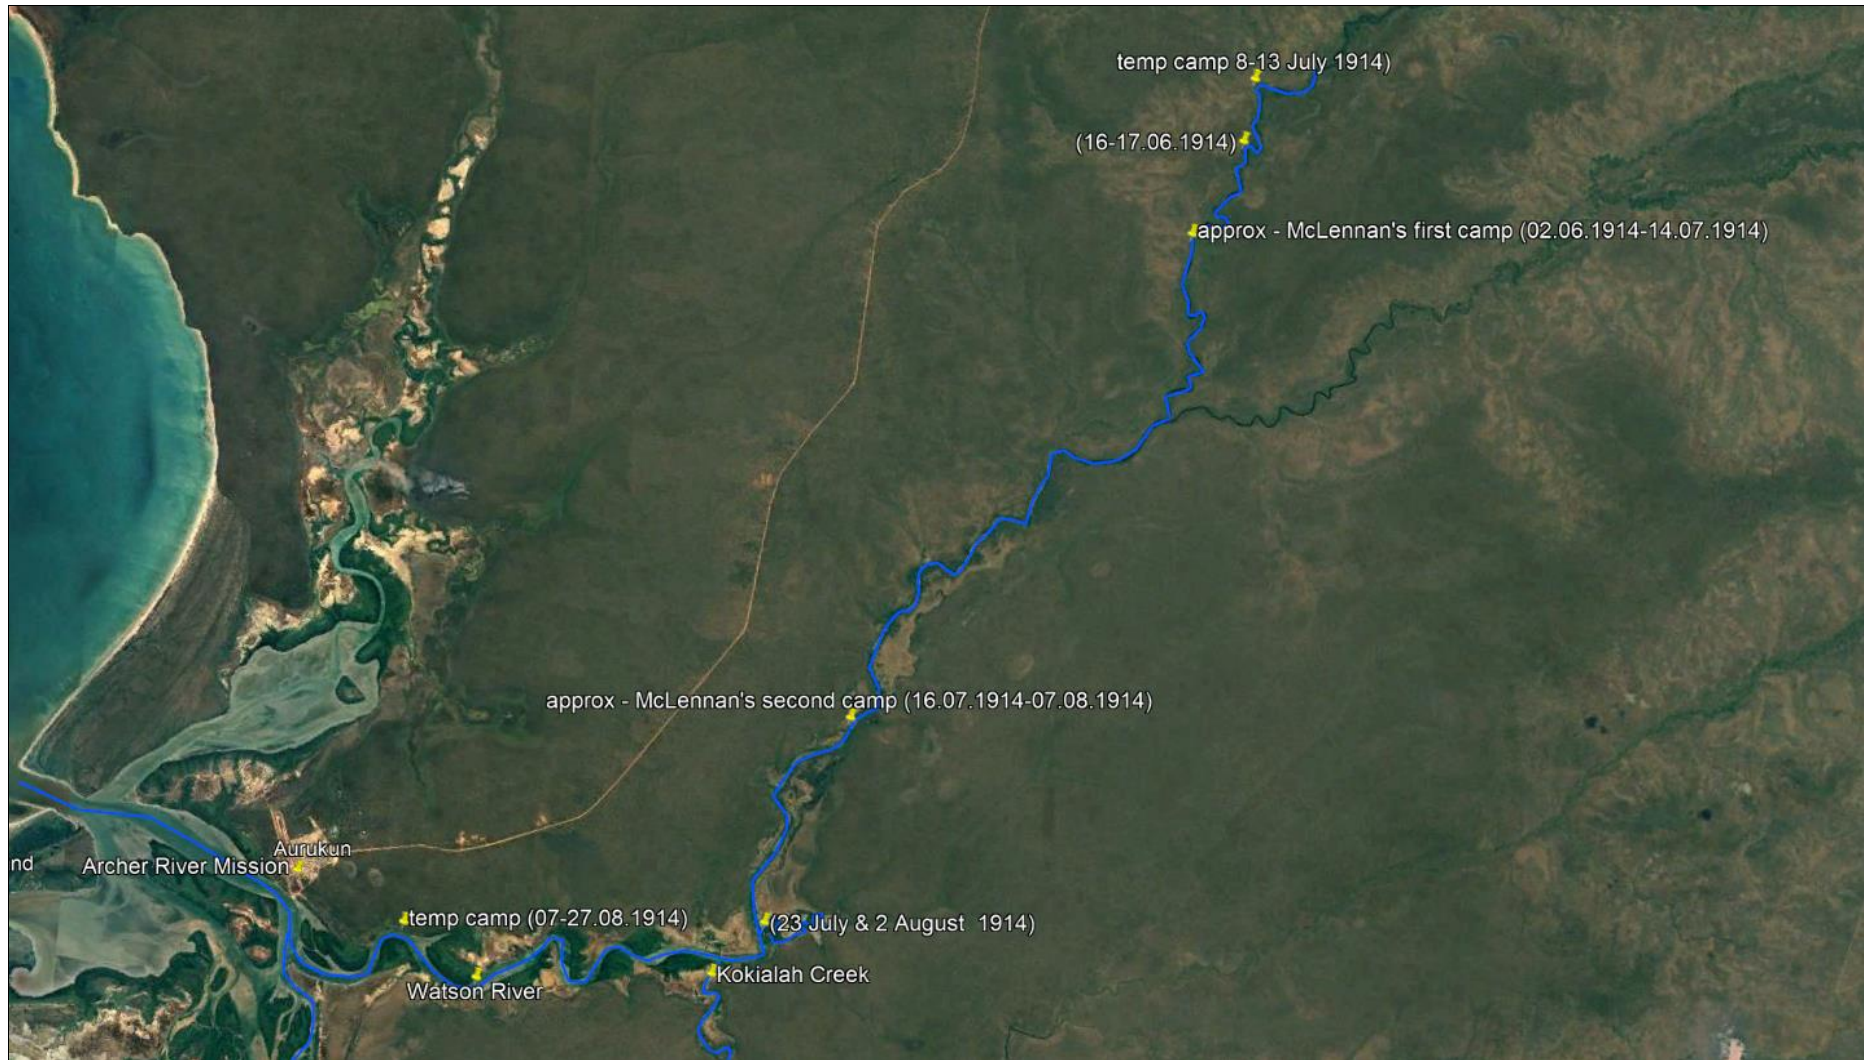 temp camp 8-13 July 1914)
(16-17.06.1914)
approx - McLennan's first camp (02.06.1914-14.07.1914)
approx - McLennan's second camp (16.07.1914-07.08.1914)
Aurukun
nd
Archer River Mission
temp camp (07-27.08.1914)
(23 July & 2 August  1914)
Kokialah Creek
Watson River